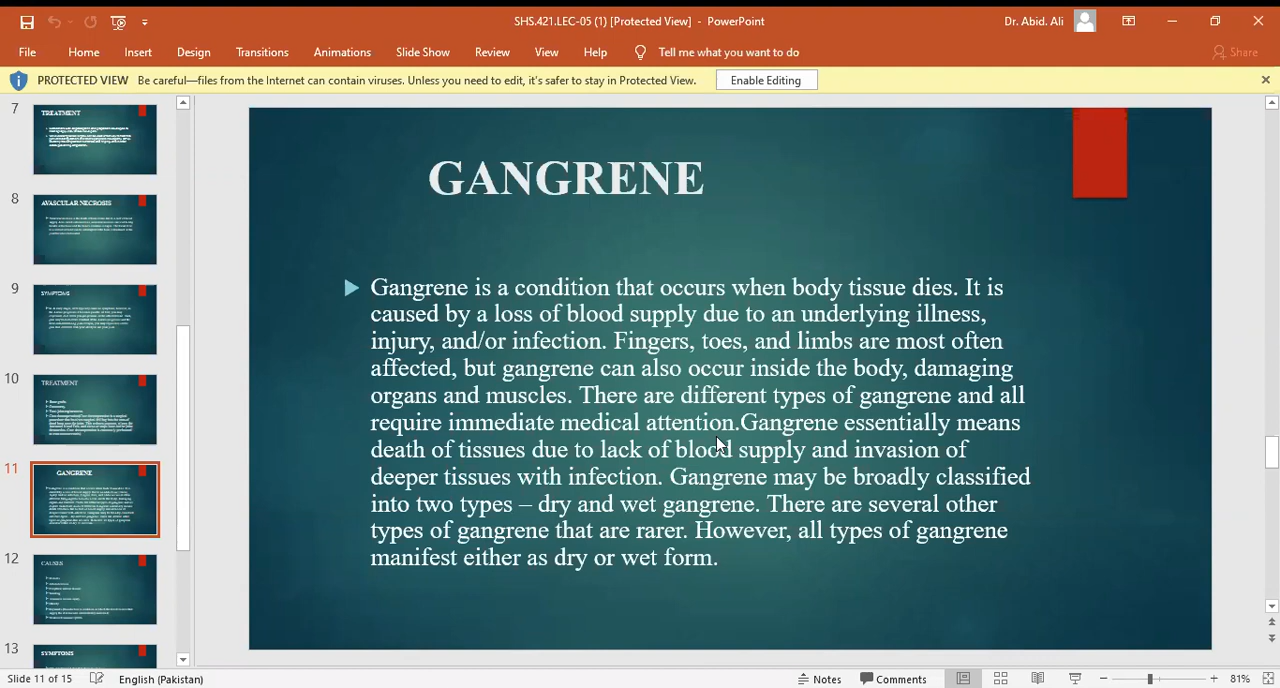 SHS.421.LEC-05 (1) [Protected View] - PowerPoint
Dr. Abid. Ali
File Home Insert Design Transitions Animations Slide Show Review View Help Tell me what you want to do Share
PROTECTED VIEW Be careful—files from the Internet can contain viruses. Unless you need to edit, it's safer to stay in Protected View. Enable Editing
7
TREATMENT
8
AVASCULAR NECROSIS
9
SYMPTOMS
10
TREATMENT
11
GANGRENE
12
CAUSES
13
SYMPTOMS
GANGRENE
Gangrene is a condition that occurs when body tissue dies. It is
caused by a loss of blood supply due to an underlying illness,
injury, and/or infection. Fingers, toes, and limbs are most often
affected, but gangrene can also occur inside the body, damaging
organs and muscles. There are different types of gangrene and all
require immediate medical attention.Gangrene essentially means
death of tissues due to lack of blood supply and invasion of
deeper tissues with infection. Gangrene may be broadly classified
into two types – dry and wet gangrene. There are several other
types of gangrene that are rarer. However, all types of gangrene
manifest either as dry or wet form.
Slide 11 of 15 English (Pakistan) Notes Comments 81%